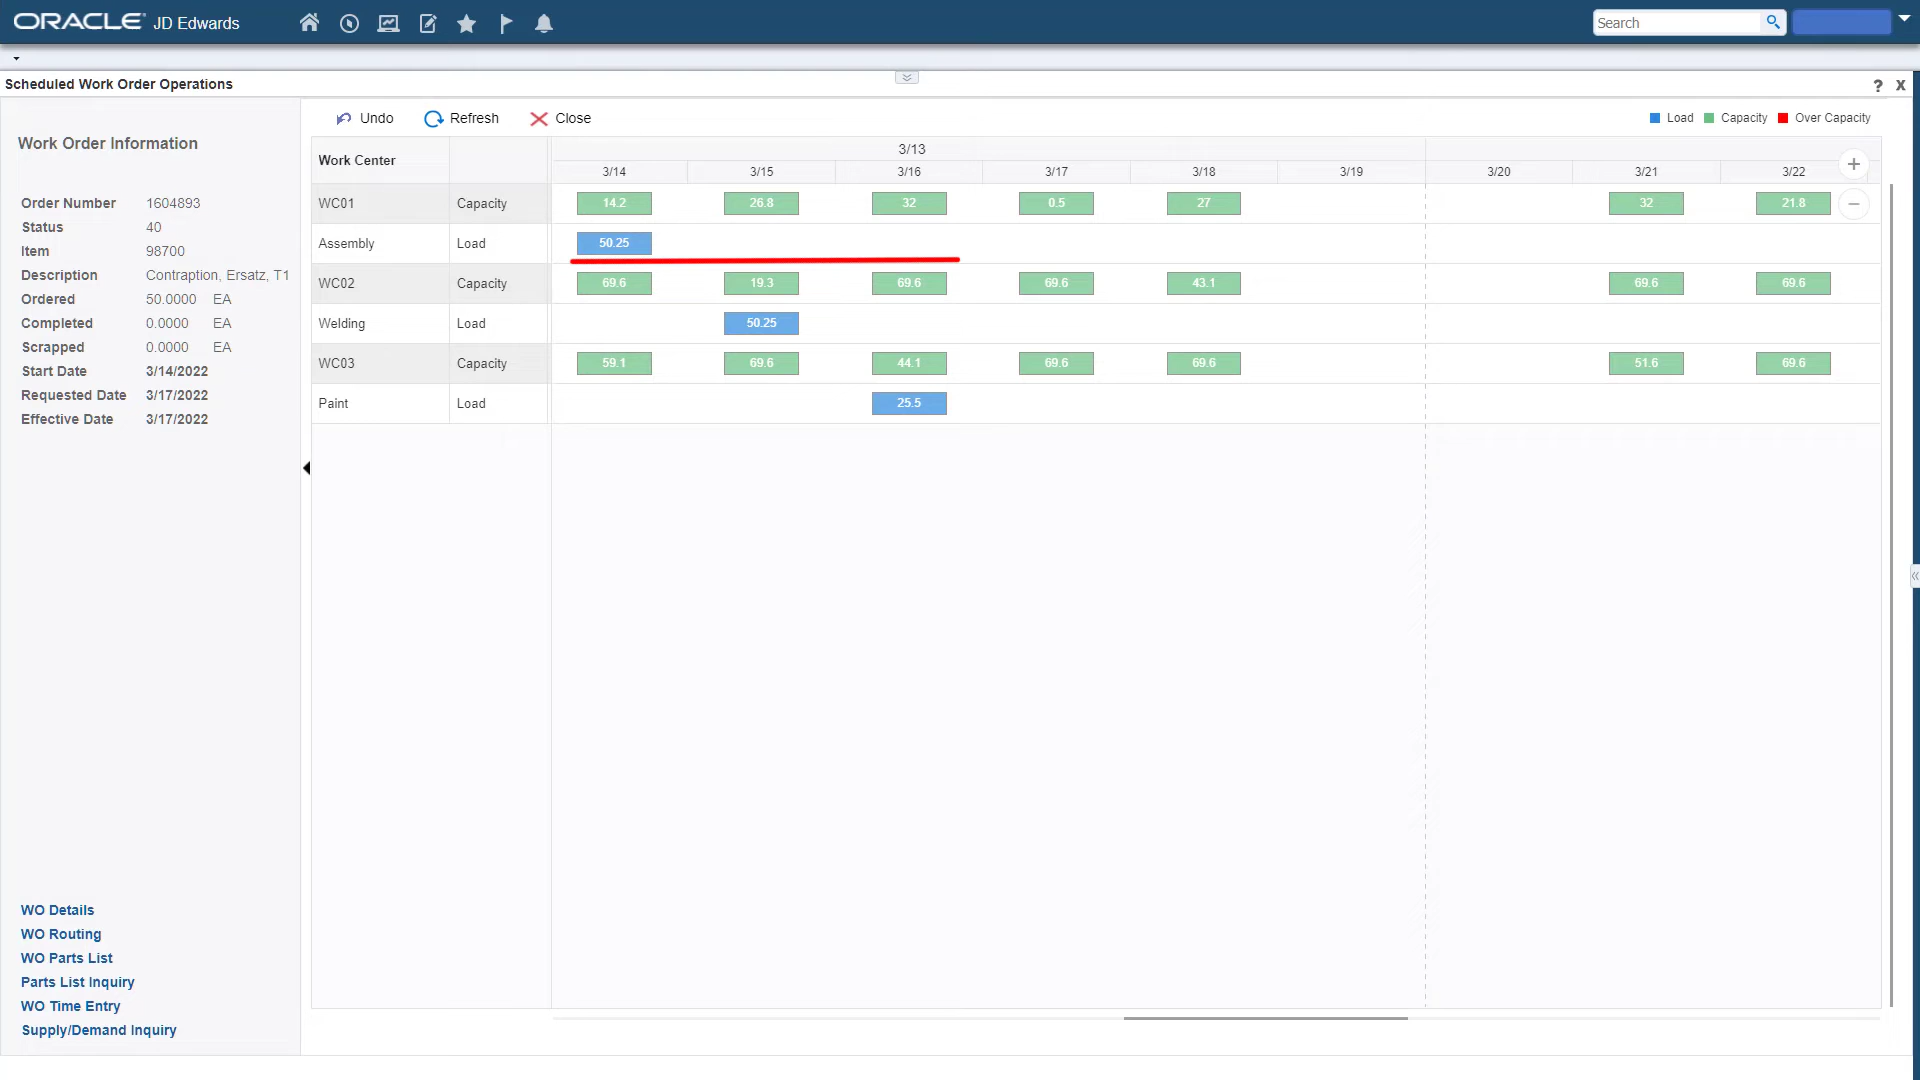 ORACLE JD Edwards
Search
Scheduled Work Order Operations
? X
Work Order Information
Order Number 1604893
Status 40
Item 98700
Description Contraption, Ersatz, T1
Ordered 50.0000 EA
Completed 0.0000 EA
Scrapped 0.0000 EA
Start Date 3/14/2022
Requested Date 3/17/2022
Effective Date 3/17/2022
WO Details
WO Routing
WO Parts List
Parts List Inquiry
WO Time Entry
Supply/Demand Inquiry
Undo Refresh Close
Load Capacity Over Capacity
Work Center
3/13
3/14 3/15 3/16 3/17 3/18 3/19 3/20 3/21 3/22
WC01 Capacity 14.2 26.8 32 0.5 27 32 21.8
Assembly Load 50.25
WC02 Capacity 69.6 19.3 69.6 69.6 43.1 69.6 69.6
Welding Load 50.25
WC03 Capacity 59.1 69.6 44.1 69.6 69.6 51.6 69.6
Paint Load 25.5